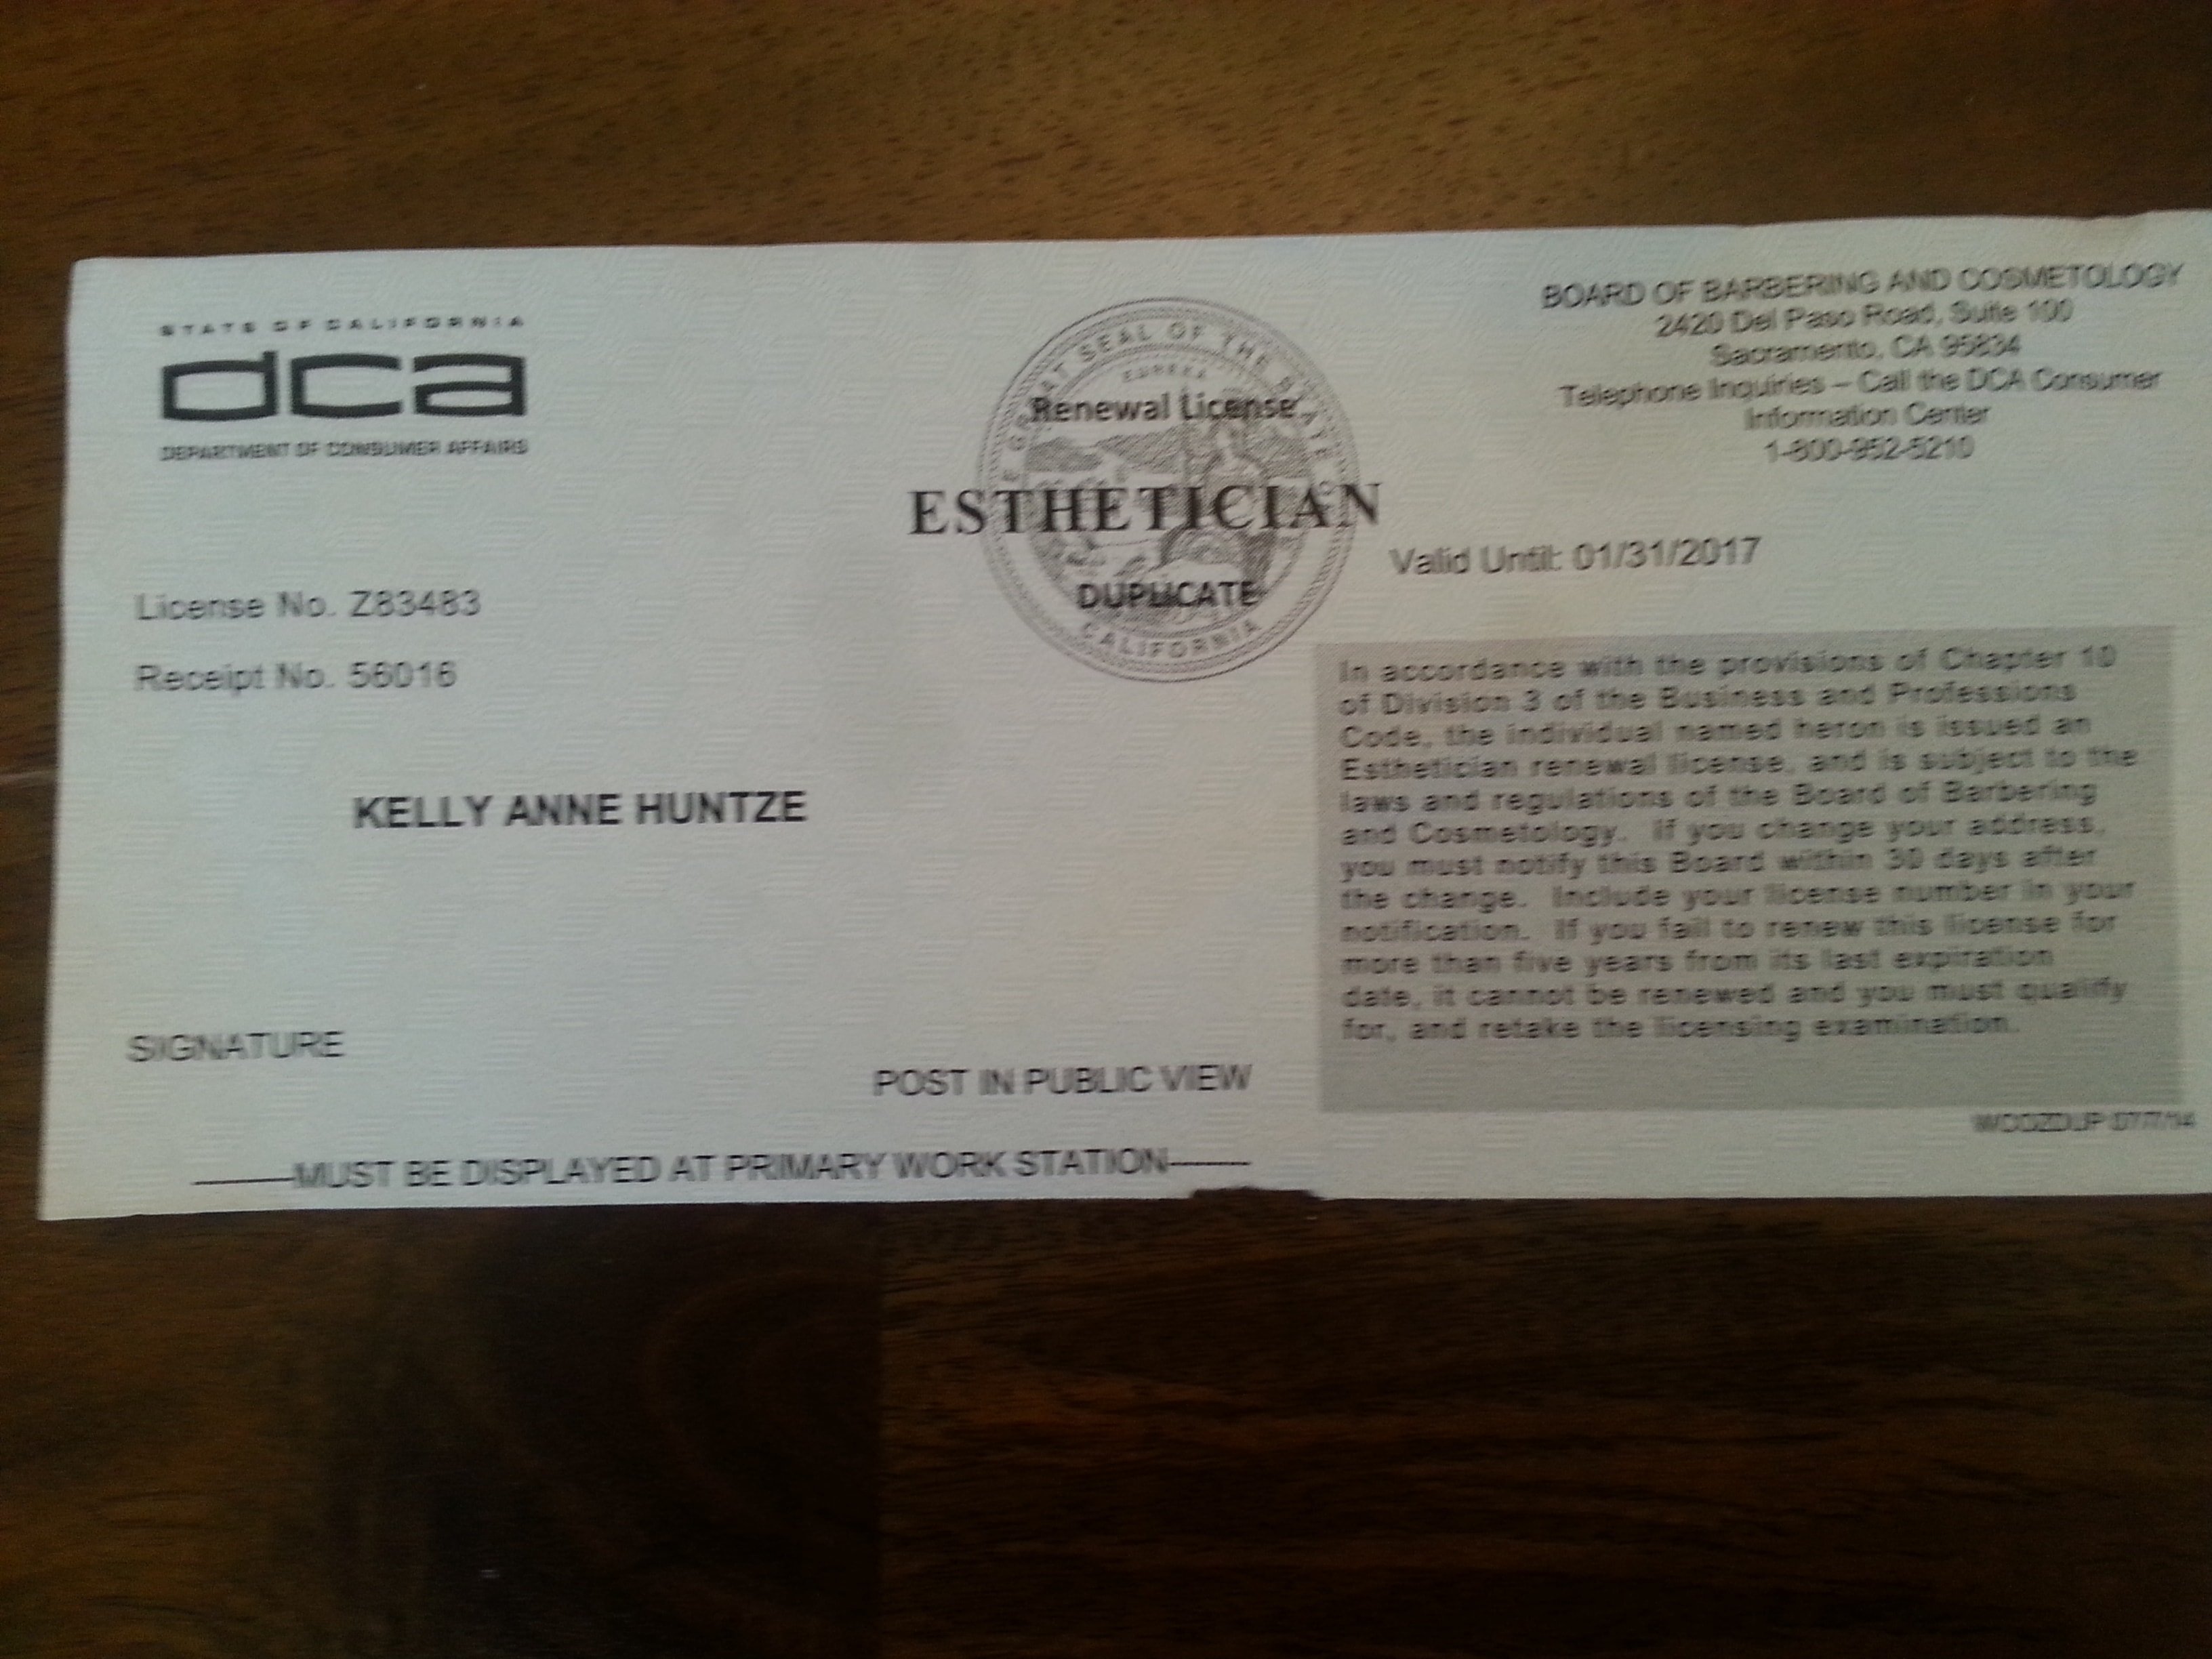 STATE OF CALIFORNIA
dca
DEPARTMENT OF CONSUMER AFFAIRS
THE GREAT SEAL OF THE STATE OF CALIFORNIA
EUREKA
Renewal License
ESTHETICIAN
DUPLICATE
BOARD OF BARBERING AND COSMETOLOGY
2420 Del Paso Road, Suite 100
Sacramento, CA 95834
Telephone Inquiries – Call the DCA Consumer
Information Center
1-800-952-5210
Valid Until: 01/31/2017
License No. Z83483
Receipt No. 56016
KELLY ANNE HUNTZE
In accordance with the provisions of Chapter 10
of Division 3 of the Business and Professions
Code, the individual named heron is issued an
Esthetician renewal license, and is subject to the
laws and regulations of the Board of Barbering
and Cosmetology. If you change your address,
you must notify this Board within 30 days after
the change. Include your license number in your
notification. If you fail to renew this license for
more than five years from its last expiration
date, it cannot be renewed and you must qualify
for, and retake the licensing examination.
SIGNATURE
POST IN PUBLIC VIEW
MUST BE DISPLAYED AT PRIMARY WORK STATION